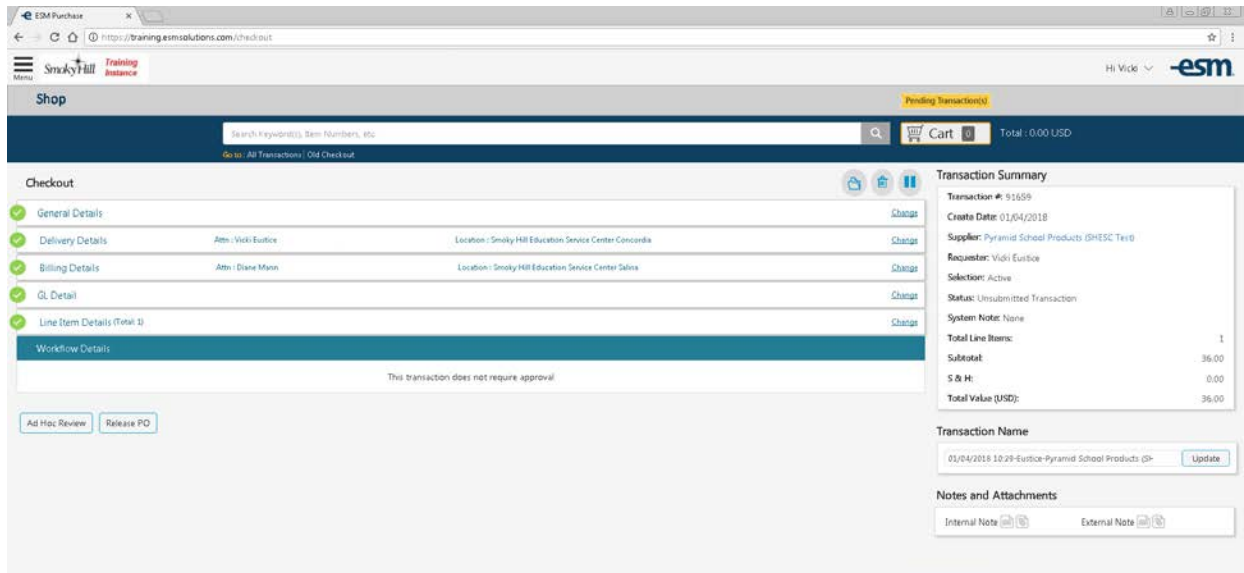 ESM Purchase
https://training.esmsolutions.com/checkout
Menu
Smoky Hill
Training Instance
Hi Vicki
esm
Shop
Pending Transaction(s)
Search Keyword(s), Item Numbers, etc
Cart 0
Total : 0.00 USD
Go to : All Transactions | Old Checkout
Checkout
General Details Change
Delivery Details Attn : Vicki Eustice Location : Smoky Hill Education Service Center Concordia Change
Billing Details Attn : Diane Mann Location : Smoky Hill Education Service Center Salina Change
GL Detail Change
Line Item Details (Total: 1) Change
Workflow Details
This transaction does not require approval
Ad Hoc Review
Release PO
Transaction Summary
Transaction #: 91659
Create Date: 01/04/2018
Supplier: Pyramid School Products (SHESC Test)
Requester: Vicki Eustice
Selection: Active
Status: Unsubmitted Transaction
System Note: None
Total Line Items: 1
Subtotal: 36.00
S & H: 0.00
Total Value (USD): 36.00
Transaction Name
01/04/2018 10:29-Eustice-Pyramid School Products (SH
Update
Notes and Attachments
Internal Note
External Note